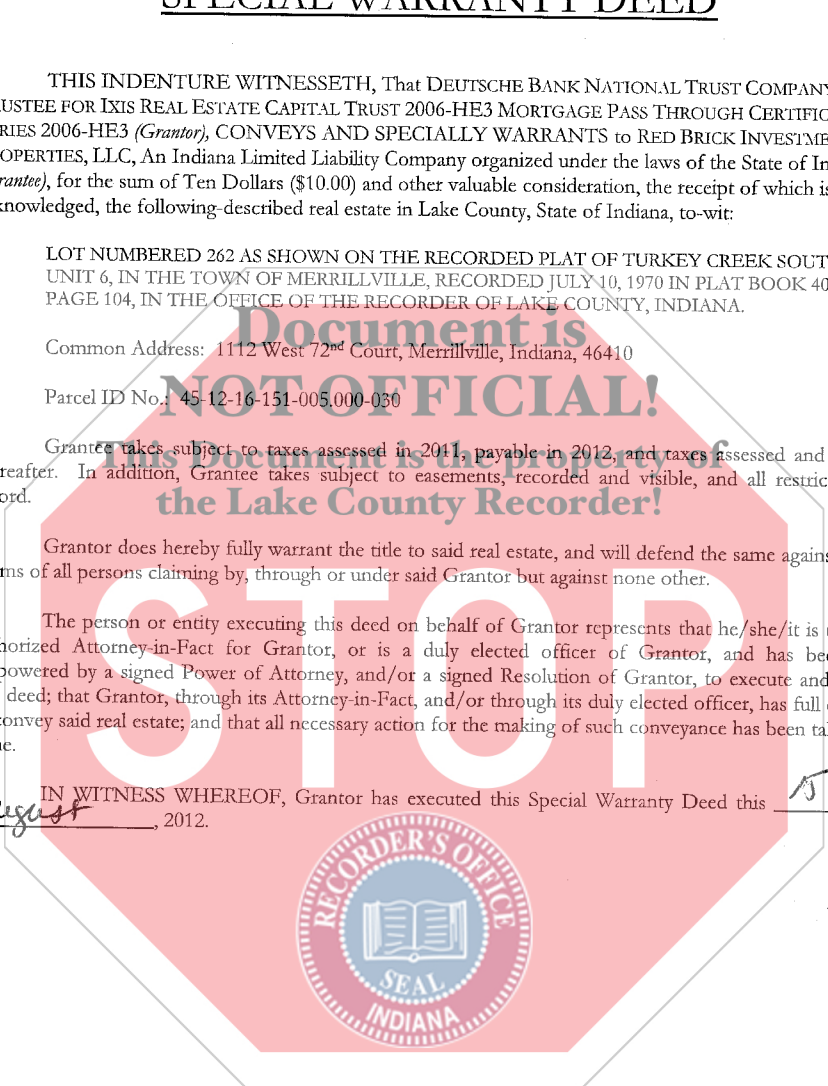 SPECIAL WARRANTY DEED
THIS INDENTURE WITNESSETH, That DEUTSCHE BANK NATIONAL TRUST COMPANY
USTEE FOR IXIS REAL ESTATE CAPITAL TRUST 2006-HE3 MORTGAGE PASS THROUGH CERTIFIC
RIES 2006-HE3 (Grantor), CONVEYS AND SPECIALLY WARRANTS to RED BRICK INVESTME
OPERTIES, LLC, An Indiana Limited Liability Company organized under the laws of the State of In
rantee), for the sum of Ten Dollars ($10.00) and other valuable consideration, the receipt of which is
knowledged, the following-described real estate in Lake County, State of Indiana, to-wit:
LOT NUMBERED 262 AS SHOWN ON THE RECORDED PLAT OF TURKEY CREEK SOUT
UNIT 6, IN THE TOWN OF MERRILLVILLE, RECORDED JULY 10, 1970 IN PLAT BOOK 40
PAGE 104, IN THE OFFICE OF THE RECORDER OF LAKE COUNTY, INDIANA.
Document is
Common Address: 1112 West 72nd Court, Merrillville, Indiana, 46410
NOT OFFICIAL!
Parcel ID No.: 45-12-16-151-005.000-030
Grantee takes subject to taxes assessed in 2011, payable in 2012, and taxes assessed and
This Document is the property of
reafter. In addition, Grantee takes subject to easements, recorded and visible, and all restric
ord.
the Lake County Recorder!
Grantor does hereby fully warrant the title to said real estate, and will defend the same agains
ms of all persons claiming by, through or under said Grantor but against none other.
STOP
The person or entity executing this deed on behalf of Grantor represents that he/she/it is
horized Attorney-in-Fact for Grantor, or is a duly elected officer of Grantor, and has bee
powered by a signed Power of Attorney, and/or a signed Resolution of Grantor, to execute and
deed; that Grantor, through its Attorney-in-Fact, and/or through its duly elected officer, has full
onvey said real estate; and that all necessary action for the making of such conveyance has been ta
e.
IN WITNESS WHEREOF, Grantor has executed this Special Warranty Deed this 15
ugust, 2012.
RECORDER'S OFFICE
SEAL
INDIANA